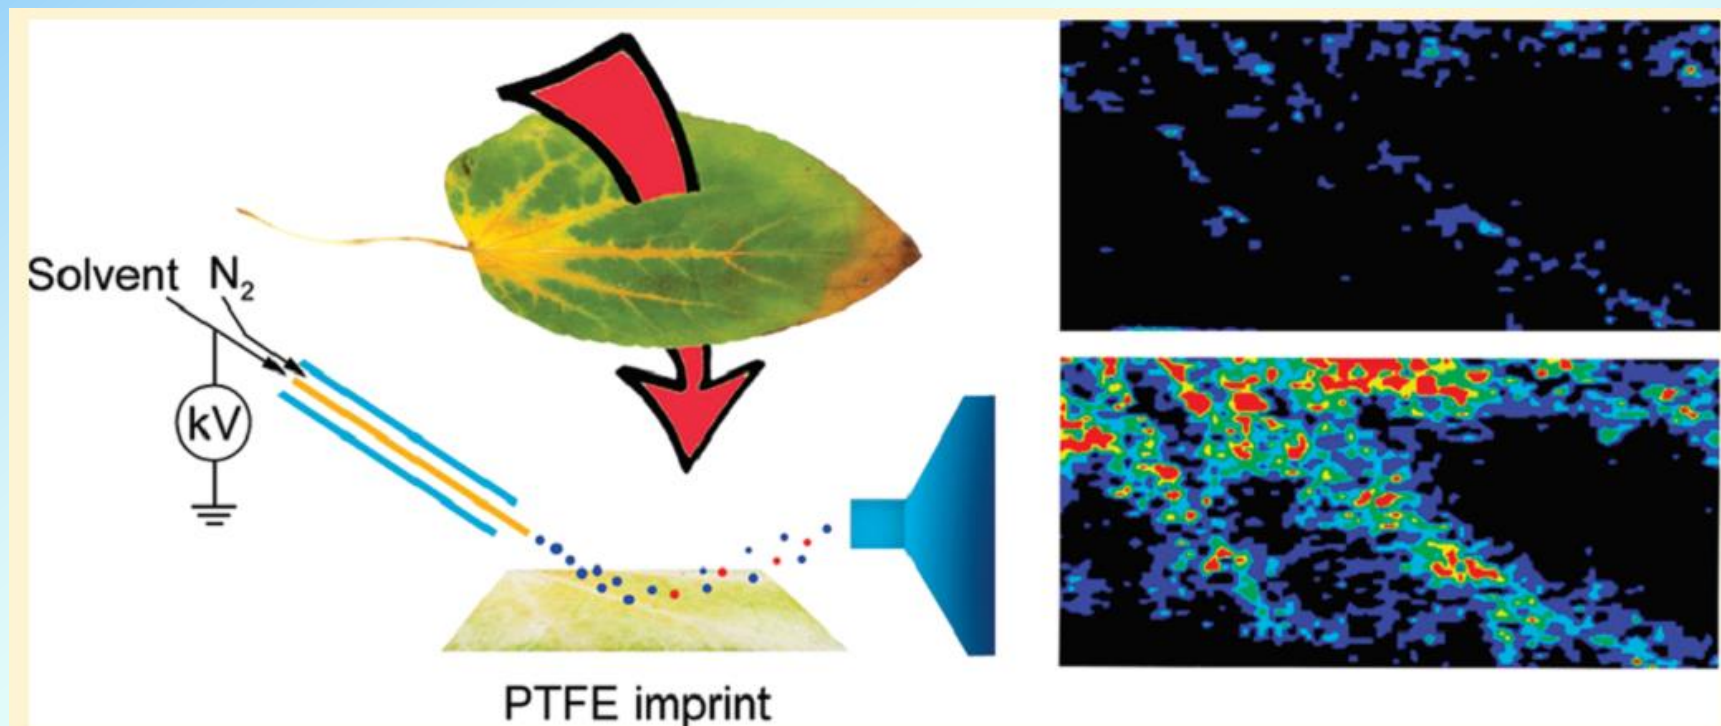 Solvent N₂
kV
PTFE imprint